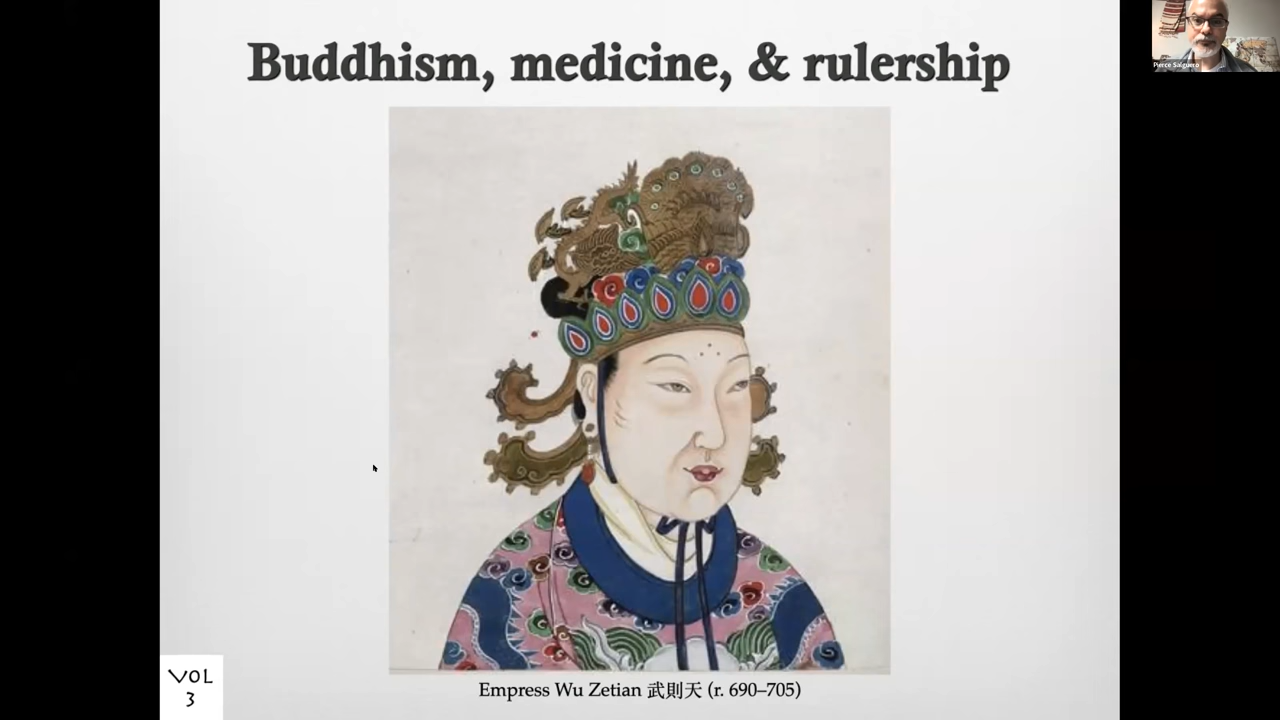 Buddhism, medicine, & rulership
Pierce Salguero
Empress Wu Zetian 武則天 (r. 690–705)
VOL
3